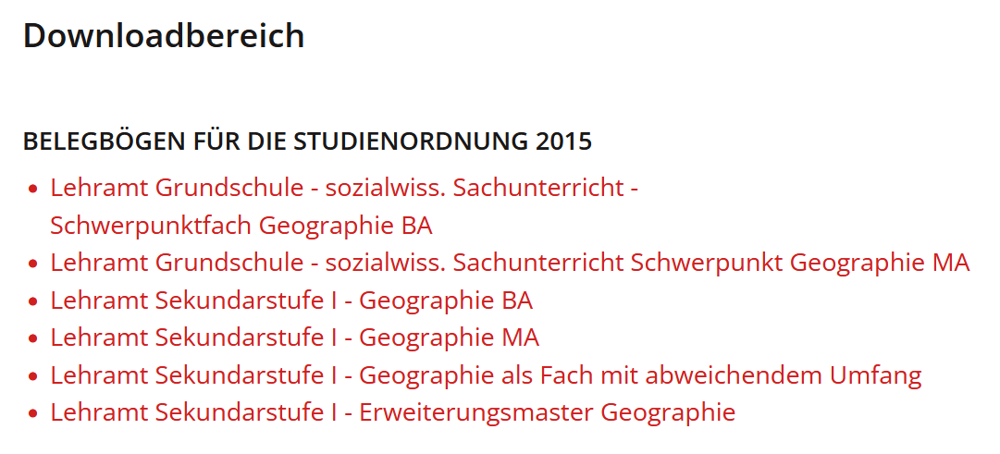 Downloadbereich
BELEGBÖGEN FÜR DIE STUDIENORDNUNG 2015
Lehramt Grundschule - sozialwiss. Sachunterricht -
Schwerpunktfach Geographie BA
Lehramt Grundschule - sozialwiss. Sachunterricht Schwerpunkt Geographie MA
Lehramt Sekundarstufe I - Geographie BA
Lehramt Sekundarstufe I - Geographie MA
Lehramt Sekundarstufe I - Geographie als Fach mit abweichendem Umfang
Lehramt Sekundarstufe I - Erweiterungsmaster Geographie